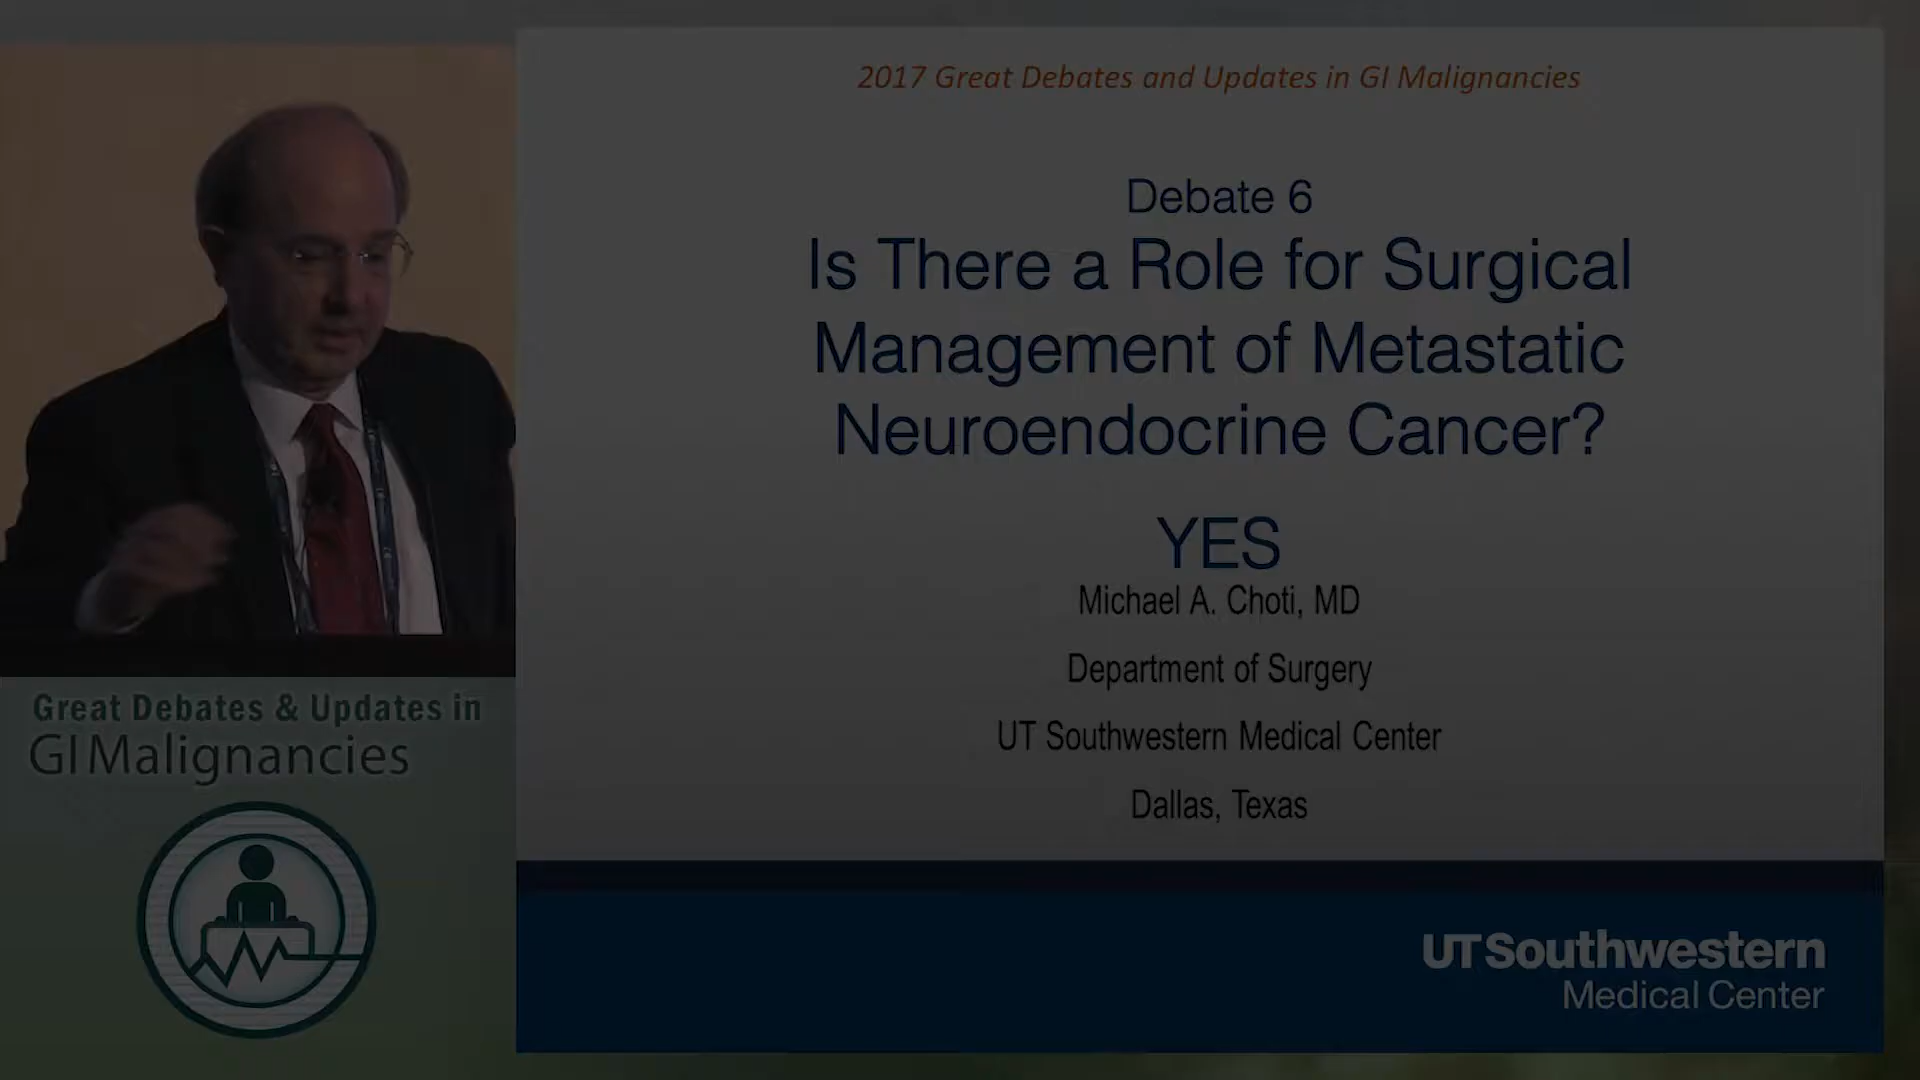 2017 Great Debates and Updates in GI Malignancies
Debate 6
Is There a Role for Surgical
Management of Metastatic
Neuroendocrine Cancer?
YES
Michael A. Choti, MD
Department of Surgery
UT Southwestern Medical Center
Dallas, Texas
UT Southwestern
Medical Center
Great Debates & Updates in
GI Malignancies